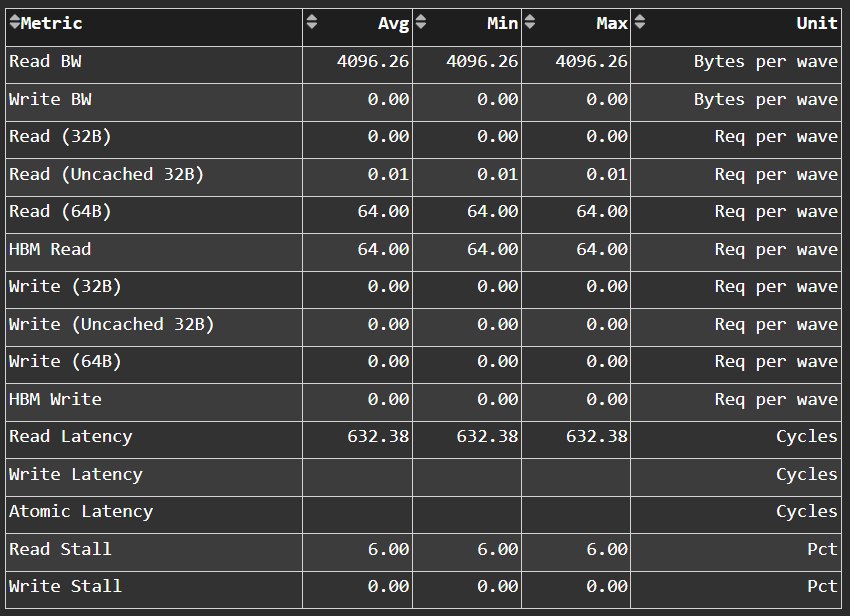 Metric Avg Min Max Unit
Read BW 4096.26 4096.26 4096.26 Bytes per wave
Write BW 0.00 0.00 0.00 Bytes per wave
Read (32B) 0.00 0.00 0.00 Req per wave
Read (Uncached 32B) 0.01 0.01 0.01 Req per wave
Read (64B) 64.00 64.00 64.00 Req per wave
HBM Read 64.00 64.00 64.00 Req per wave
Write (32B) 0.00 0.00 0.00 Req per wave
Write (Uncached 32B) 0.00 0.00 0.00 Req per wave
Write (64B) 0.00 0.00 0.00 Req per wave
HBM Write 0.00 0.00 0.00 Req per wave
Read Latency 632.38 632.38 632.38 Cycles
Write Latency Cycles
Atomic Latency Cycles
Read Stall 6.00 6.00 6.00 Pct
Write Stall 0.00 0.00 0.00 Pct